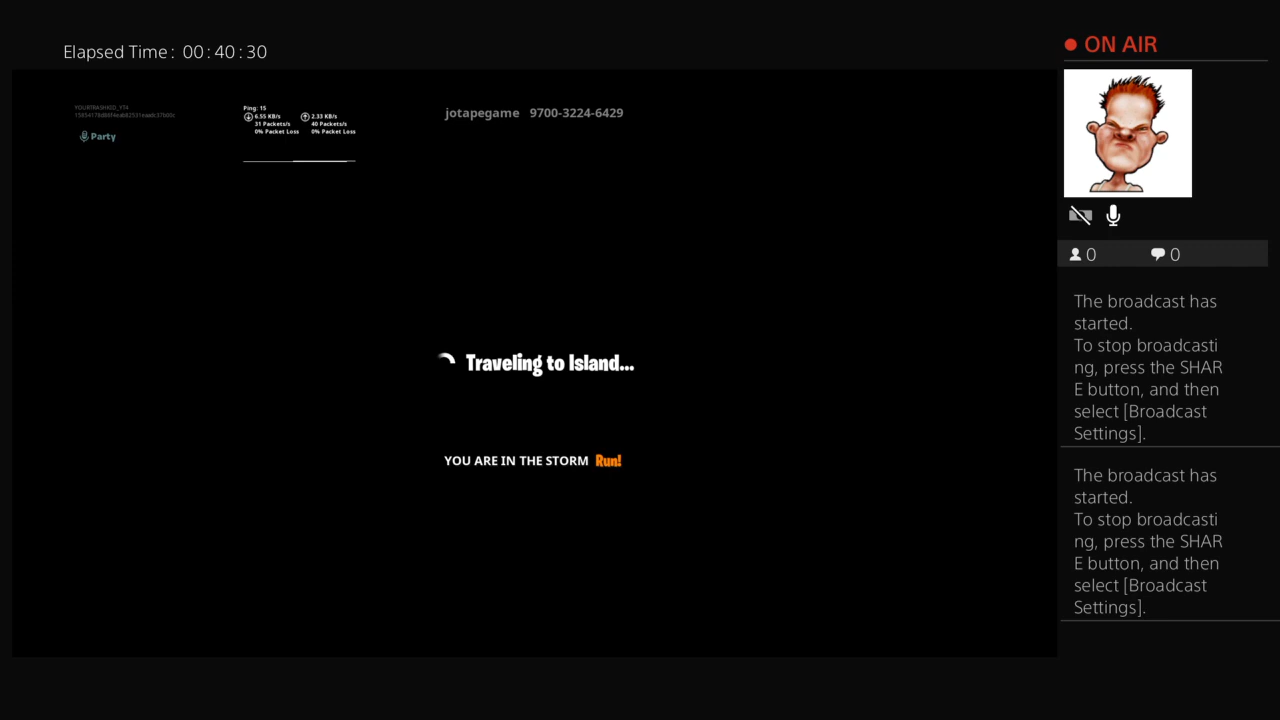 Elapsed Time: 00:40:30
ON AIR
Ping: 15
6.55 KB/s 2.33 KB/s
31 Packets/s 40 Packets/s
0% Packet Loss 0% Packet Loss
jotapegame 9700-3224-6429
Party
0 0
Traveling to Island...
YOU ARE IN THE STORM Run!
The broadcast has
started.
To stop broadcasti
ng, press the SHAR
E button, and then
select [Broadcast
Settings].
The broadcast has
started.
To stop broadcasti
ng, press the SHAR
E button, and then
select [Broadcast
Settings].